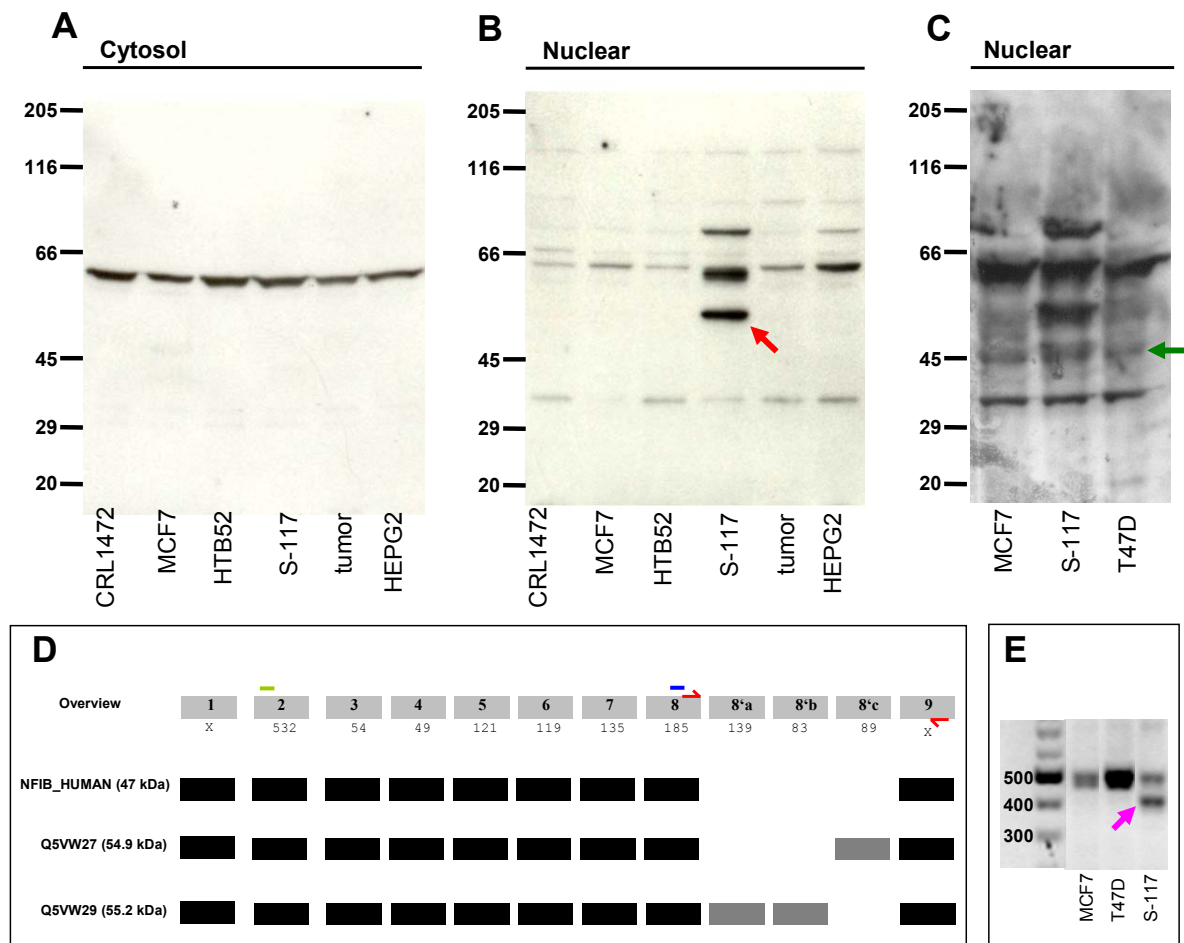 A
Cytosol
205
116
66
45
29
20
CRL1472
MCF7
HTB52
S-117
tumor
HEPG2
B
Nuclear
205
116
66
45
29
20
CRL1472
MCF7
HTB52
S-117
tumor
HEPG2
C
Nuclear
205
116
66
45
29
20
MCF7
S-117
T47D
D
Overview 1 2 3 4 5 6 7 8 8‘a 8‘b 8‘c 9
X 532 54 49 121 119 135 185 139 83 89 X
NFIB_HUMAN (47 kDa)
Q5VW27 (54.9 kDa)
Q5VW29 (55.2 kDa)
E
500
400
300
MCF7
T47D
S-117